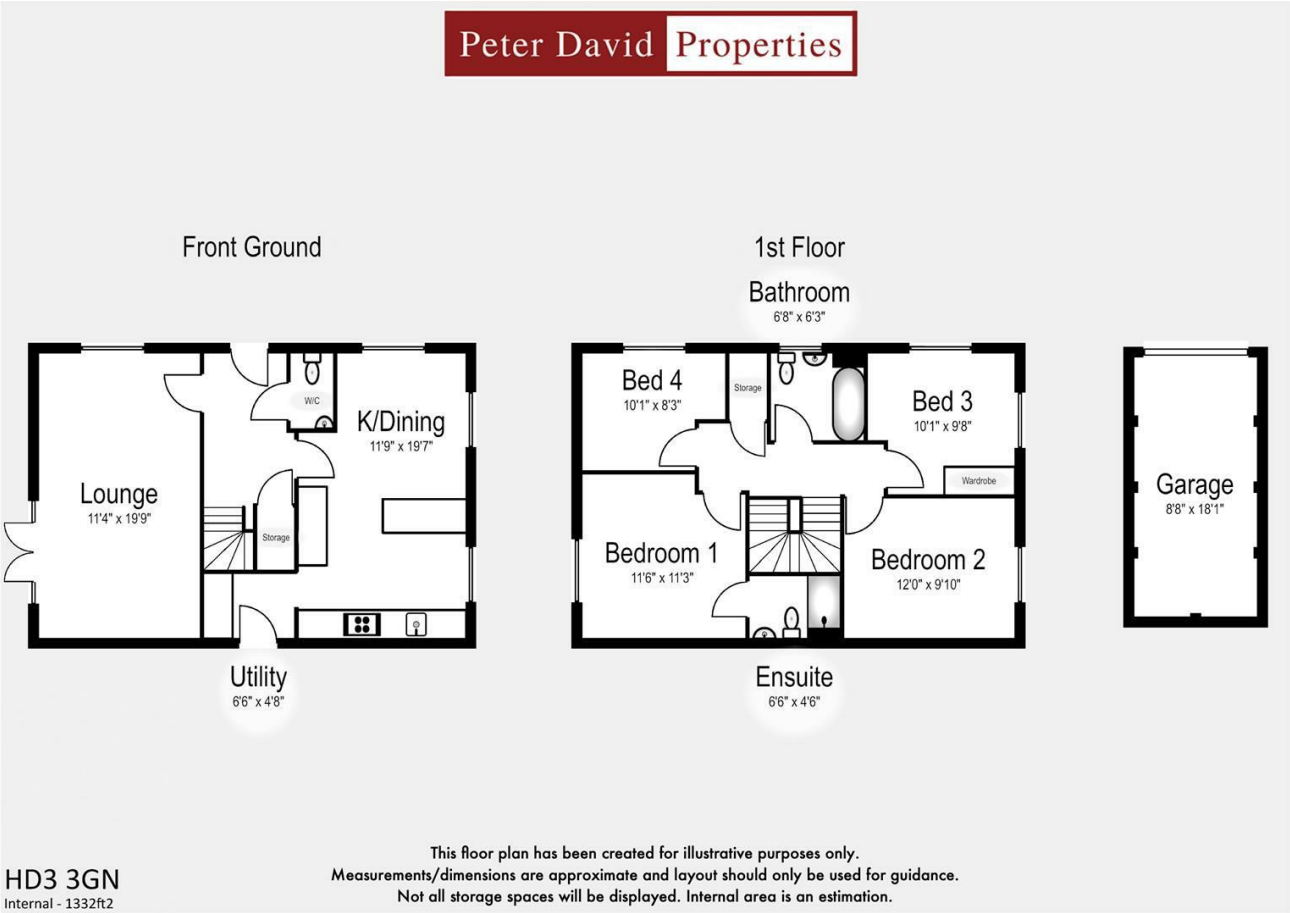 Peter David Properties
Front Ground
1st Floor
Bathroom
6'8" x 6'3"
W/C
K/Dining
11'9" x 19'7"
Lounge
11'4" x 19'9"
Storage
Utility
6'6" x 4'8"
Bed 4
10'1" x 8'3"
Storage
Bed 3
10'1" x 9'8"
Wardrobe
Bedroom 1
11'6" x 11'3"
Bedroom 2
12'0" x 9'10"
Ensuite
6'6" x 4'6"
Garage
8'8" x 18'1"
This floor plan has been created for illustrative purposes only.
Measurements/dimensions are approximate and layout should only be used for guidance.
Not all storage spaces will be displayed. Internal area is an estimation.
HD3 3GN
Internal - 1332ft2